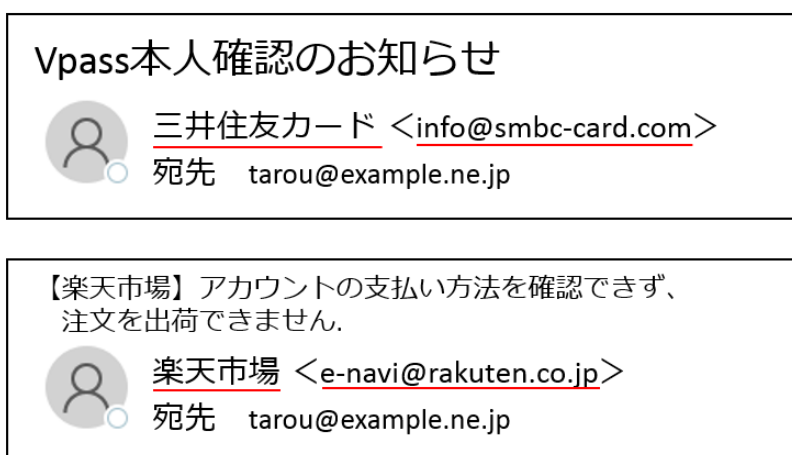 Vpass本人確認のお知らせ
三井住友カード <info@smbc-card.com>
宛先 tarou@example.ne.jp
【楽天市場】アカウントの支払い方法を確認できず、
注文を出荷できません.
楽天市場 <e-navi@rakuten.co.jp>
宛先 tarou@example.ne.jp